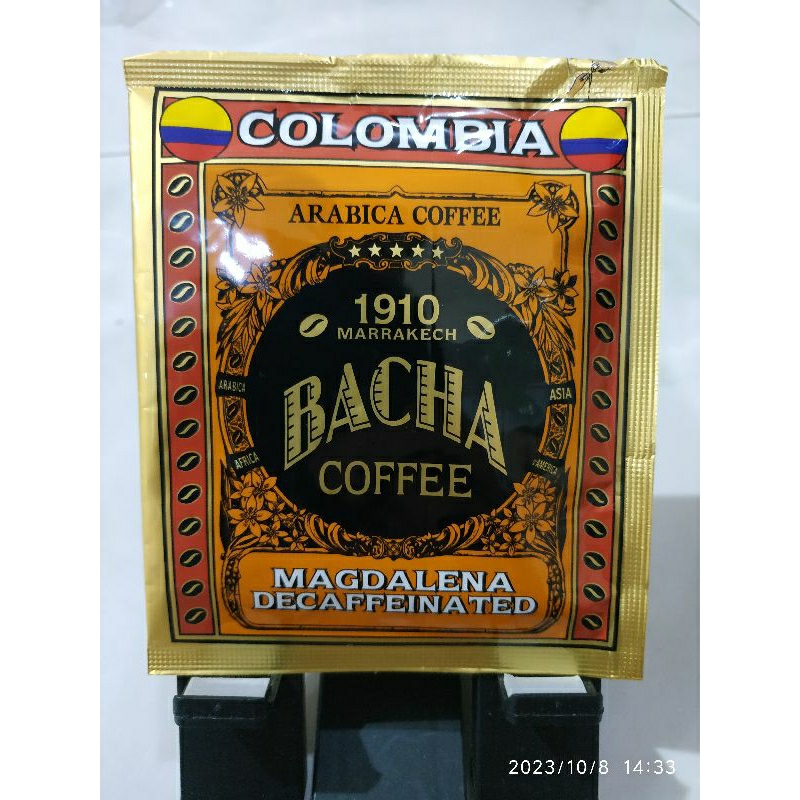 COLOMBIA
ARABICA COFFEE
1910
MARRAKECH
BACHA
COFFEE
ARABICA
ASIA
AFRICA
AMERICA
MAGDALENA
DECAFFEINATED
2023/10/8 14:33